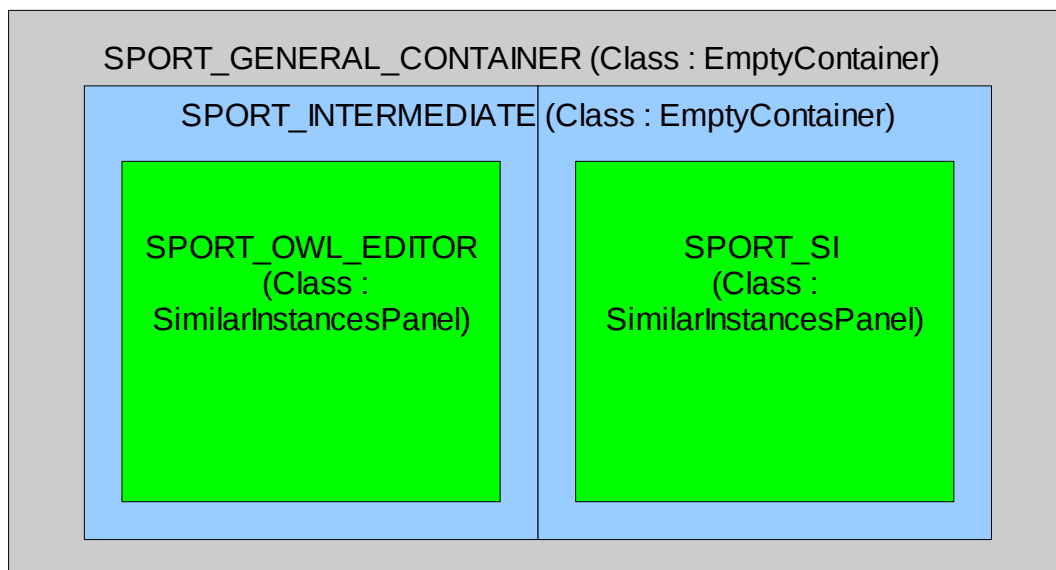 SPORT_GENERAL_CONTAINER (Class : EmptyContainer)
SPORT_INTERMEDIATE (Class : EmptyContainer)
SPORT_OWL_EDITOR
(Class :
SimilarInstancesPanel)
SPORT_SI
(Class :
SimilarInstancesPanel)